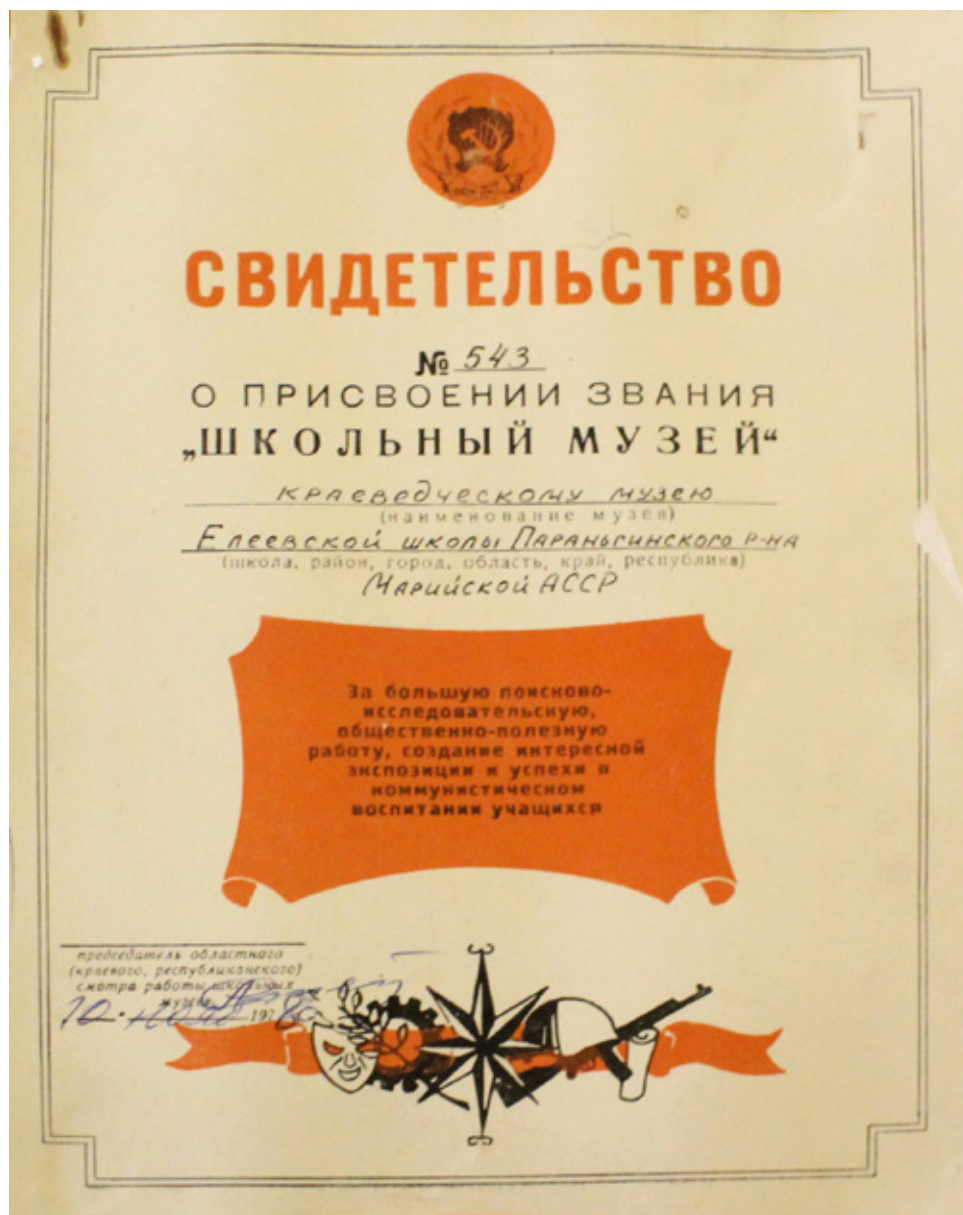 СВИДЕТЕЛЬСТВО
№ 543
О ПРИСВОЕНИИ ЗВАНИЯ
„ШКОЛЬНЫЙ МУЗЕЙ“
краеведческому музею
(наименование музея)
Елеевской школы Параньгинского р-на
(школа, район, город, область, край, республика)
Марийской АССР
За большую поисково-
исследовательскую,
общественно-полезную
работу, создание интересной
экспозиции и успехи в
коммунистическом
воспитании учащихся
председатель областного
(краевого, республиканского)
смотра работы школьных
музеев
10. 197